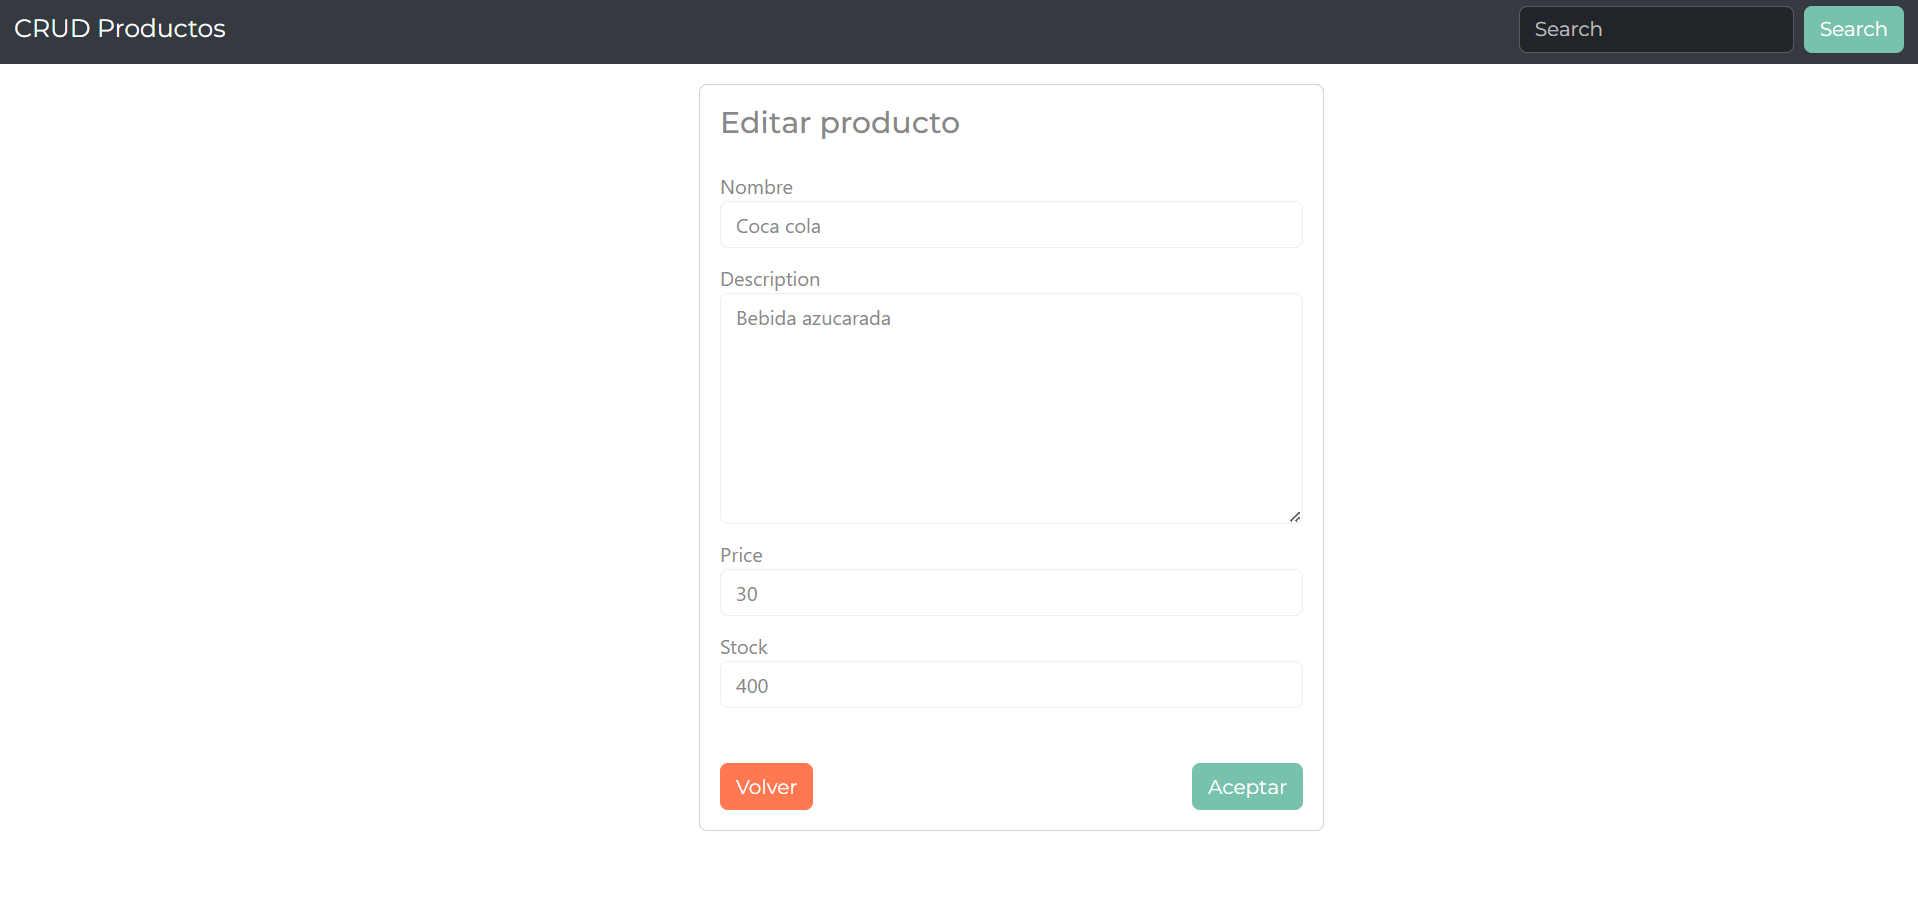 CRUD Productos
Search
Search
Editar producto
Nombre
Coca cola
Description
Bebida azucarada
Price
30
Stock
400
Volver
Aceptar